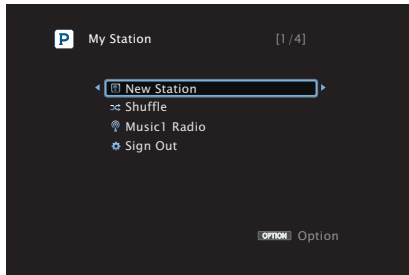 P My Station [1/4]
New Station
Shuffle
Music1 Radio
Sign Out
OPTION Option